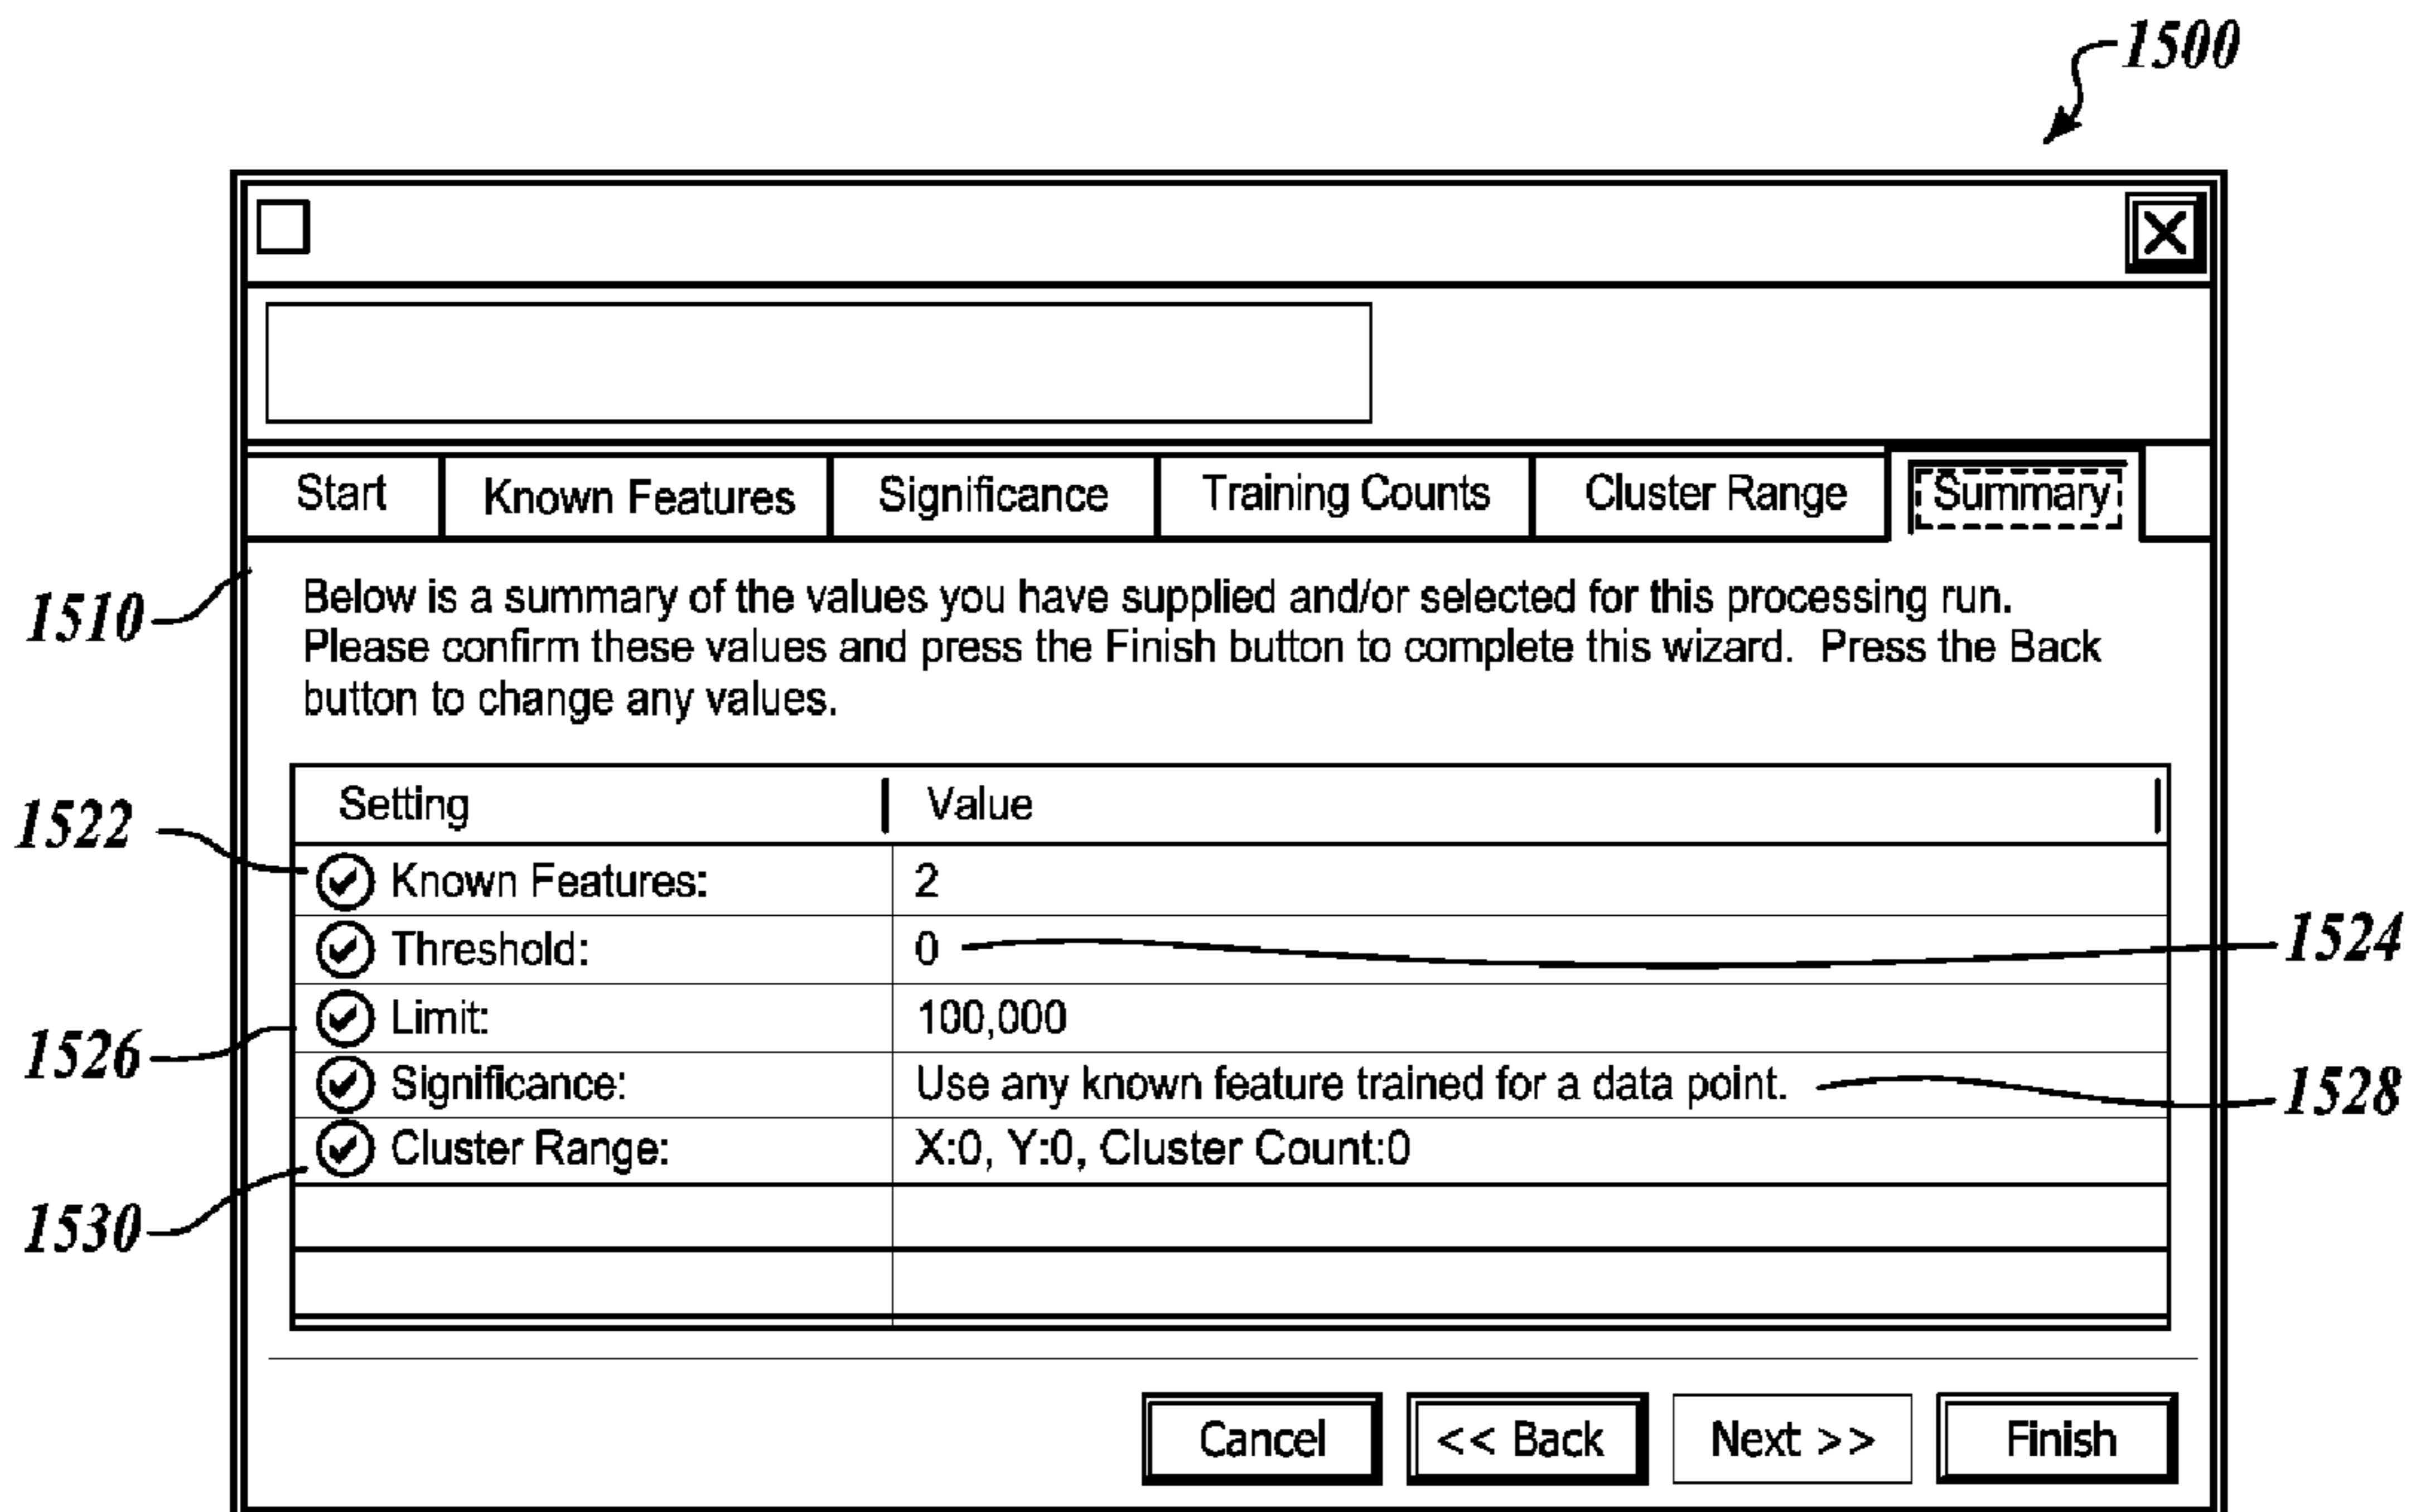 1500
Start Known Features Significance Training Counts Cluster Range Summary
1510
Below is a summary of the values you have supplied and/or selected for this processing run.
Please confirm these values and press the Finish button to complete this wizard. Press the Back
button to change any values.
Setting Value
1522
Known Features: 2
Threshold: 0
1524
Limit: 100,000
1526
Significance: Use any known feature trained for a data point.
1528
Cluster Range: X:0, Y:0, Cluster Count:0
1530
Cancel << Back Next >> Finish